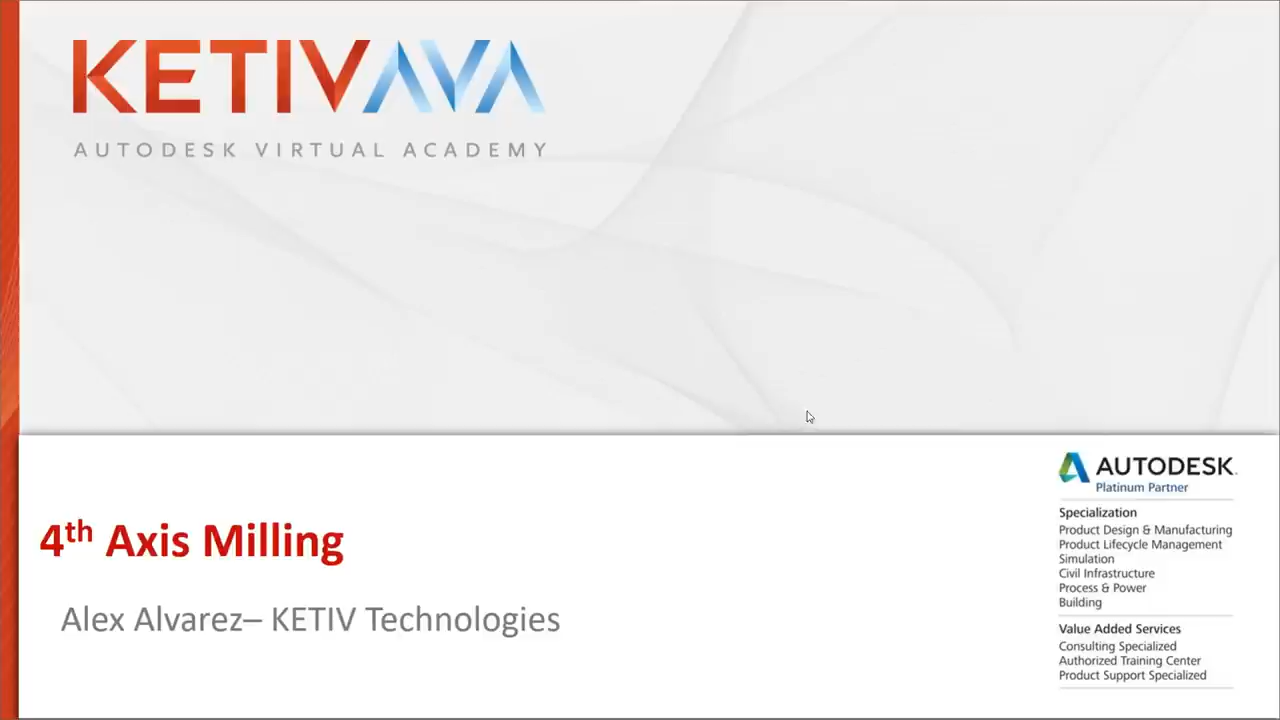 KETIVAVA
AUTODESK VIRTUAL ACADEMY
4th Axis Milling
Alex Alvarez– KETIV Technologies
AUTODESK.
Platinum Partner
Specialization
Product Design & Manufacturing
Product Lifecycle Management
Simulation
Civil Infrastructure
Process & Power
Building
Value Added Services
Consulting Specialized
Authorized Training Center
Product Support Specialized